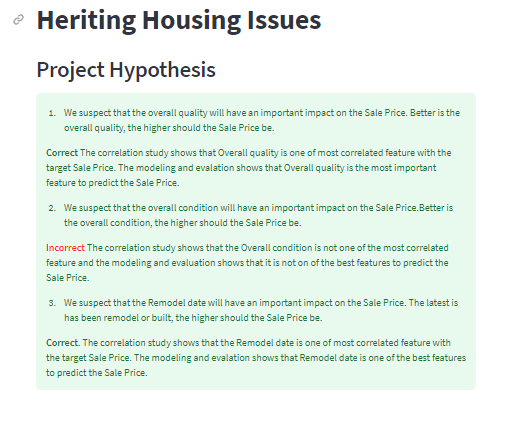 Heriting Housing Issues
Project Hypothesis
1. We suspect that the overall quality will have an important impact on the Sale Price. Better is the
overall quality, the higher should the Sale Price be.
Correct The correlation study shows that Overall quality is one of most correlated feature with the
target Sale Price. The modeling and evalation shows that Overall quality is the most important
feature to predict the Sale Price.
2. We suspect that the overall condition will have an important impact on the Sale Price.Better is
the overall condition, the higher should the Sale Price be.
Incorrect The correlation study shows that the Overall condition is not one of the most correlated
feature and the modeling and evaluation shows that it is not on of the best features to predict the
Sale Price.
3. We suspect that the Remodel date will have an important impact on the Sale Price. The latest is
has been remodel or built, the higher should the Sale Price be.
Correct. The correlation study shows that the Remodel date is one of most correlated feature with
the target Sale Price. The modeling and evalation shows that Remodel date is one of the best features
to predict the Sale Price.